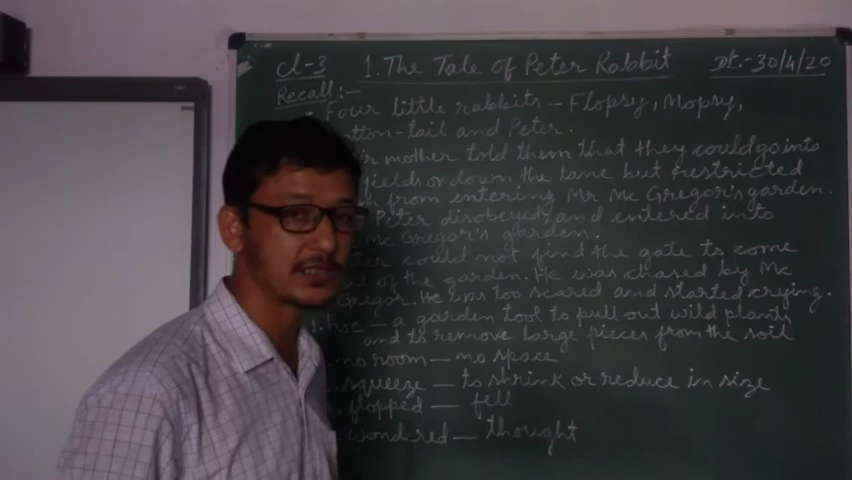 cl-3 1. The Tale of Peter Rabbit Dt.- 30/4/20
Recall:-
Four little rabbits - Flopsy, Mopsy,
tton-tail and Peter.
mother told them that they could go into
fields or down the lane but restricted
from entering Mr Mc Gregor's garden.
Peter disobeyed and entered into
Mc Gregor's garden.
could not find the gate to come
of the garden. He was chased by Mc
Gregor. He was too scared and started crying.
1. hoe - a garden tool to pull out wild plants
and to remove large pieces from the soil
no room - no space
squeeze - to shrink or reduce in size
flopped - fell
wondred - thought